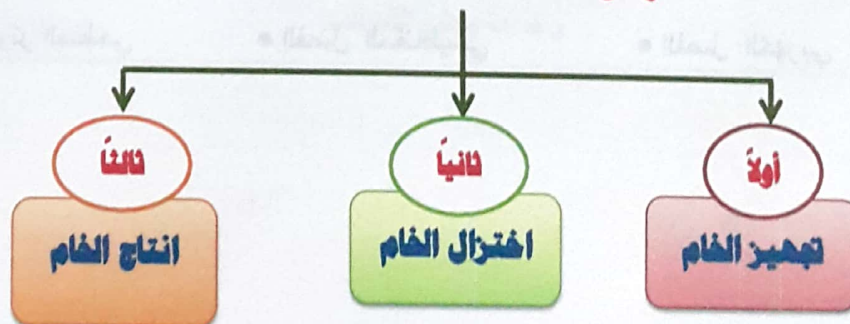 أولاً
تجهيز الخام
ثانياً
اختزال الخام
ثالثاً
انتاج الخام